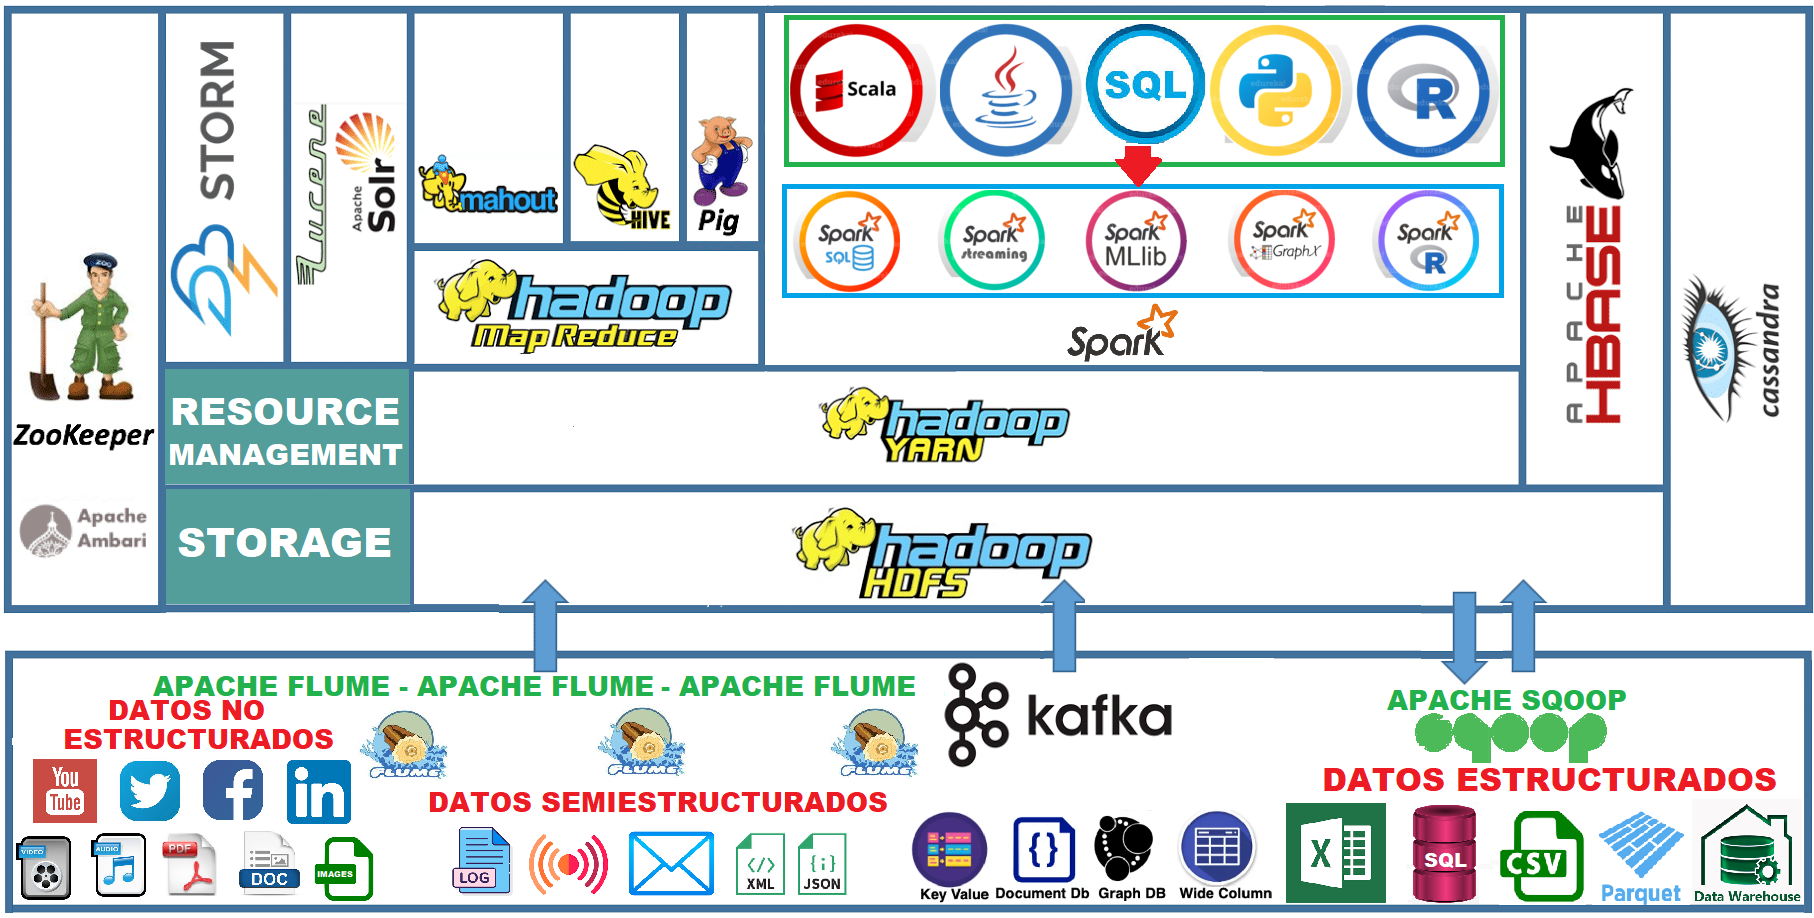 ZOO
ZooKeeper
Apache
Ambari
STORM
Lucene
Apache
Solr
mahout
HIVE
Pig
hadoop
Map Reduce
Scala
SQL
R
edureka!
Spark
SQL
Spark
streaming
Spark
MLlib
Spark
GraphX
Spark
R
Spark
APACHE
HBASE
cassandra
RESOURCE
MANAGEMENT
hadoop
YARN
STORAGE
hadoop
HDFS
APACHE FLUME - APACHE FLUME - APACHE FLUME
DATOS NO
ESTRUCTURADOS
FLUME
FLUME
FLUME
kafka
APACHE SQOOP
sqoop
DATOS ESTRUCTURADOS
You
Tube
f
in
DATOS SEMIESTRUCTURADOS
VIDEO
AUDIO
PDF
DOC
IMAGES
LOG
</>
XML
{i}
JSON
Key Value
{}
Document Db
Graph DB
Wide Column
X
SQL
CSV
Parquet
Data Warehouse